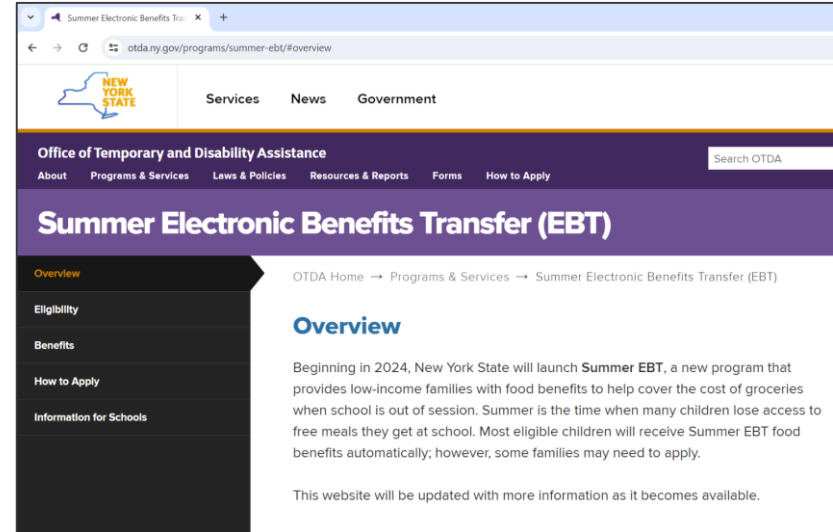 Summer Electronic Benefits Tra
otda.ny.gov/programs/summer-ebt/#overview
NEW
YORK
STATE
Services News Government
Office of Temporary and Disability Assistance
Search OTDA
About Programs & Services Laws & Policies Resources & Reports Forms How to Apply
Summer Electronic Benefits Transfer (EBT)
Overview
Eligibility
Benefits
How to Apply
Information for Schools
OTDA Home → Programs & Services → Summer Electronic Benefits Transfer (EBT)
Overview
Beginning in 2024, New York State will launch Summer EBT, a new program that
provides low-income families with food benefits to help cover the cost of groceries
when school is out of session. Summer is the time when many children lose access to
free meals they get at school. Most eligible children will receive Summer EBT food
benefits automatically; however, some families may need to apply.
This website will be updated with more information as it becomes available.